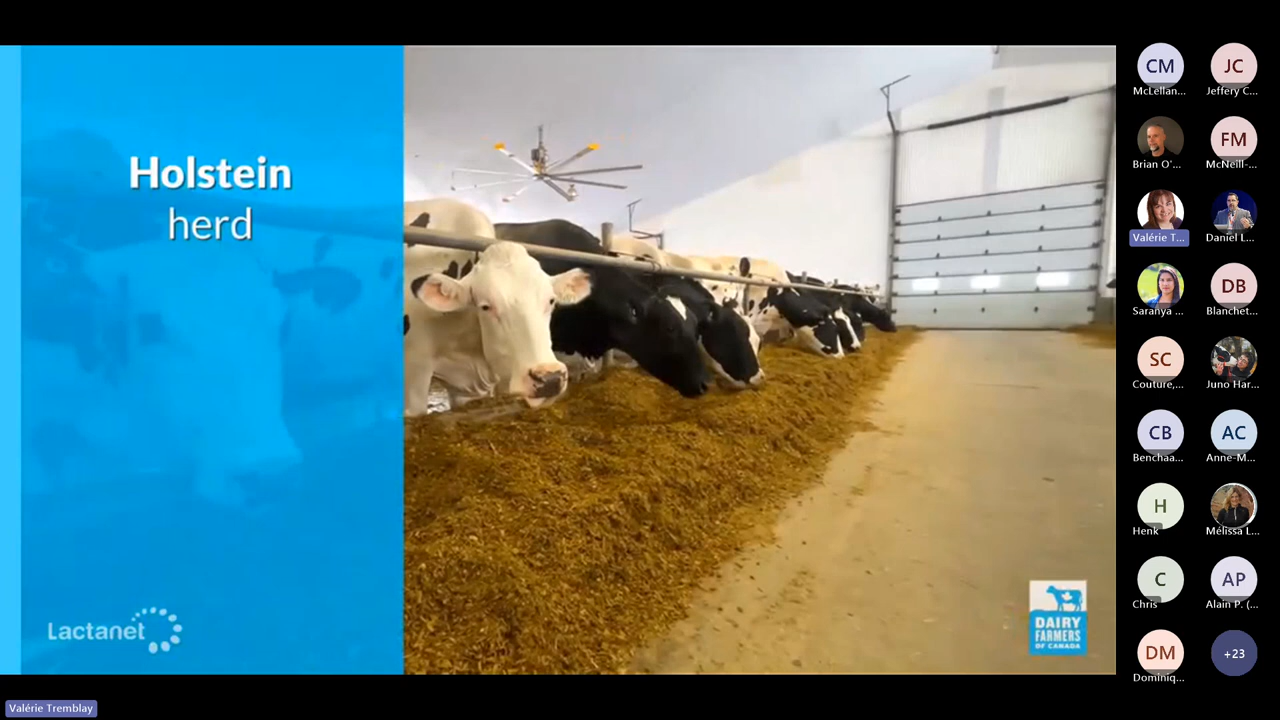 Holstein
herd
Lactanet
DAIRY
FARMERS
OF CANADA
CM
McLellan...
JC
Jeffery C...
Brian O'...
FM
McNeill-...
Valérie T...
Daniel L...
Saranya ...
DB
Blanchet...
SC
Couture,...
Juno Har...
CB
Benchaa...
AC
Anne-M...
H
Henk
Mélissa L...
C
Chris
AP
Alain P. (...
DM
Dominiq...
+23
Valérie Tremblay